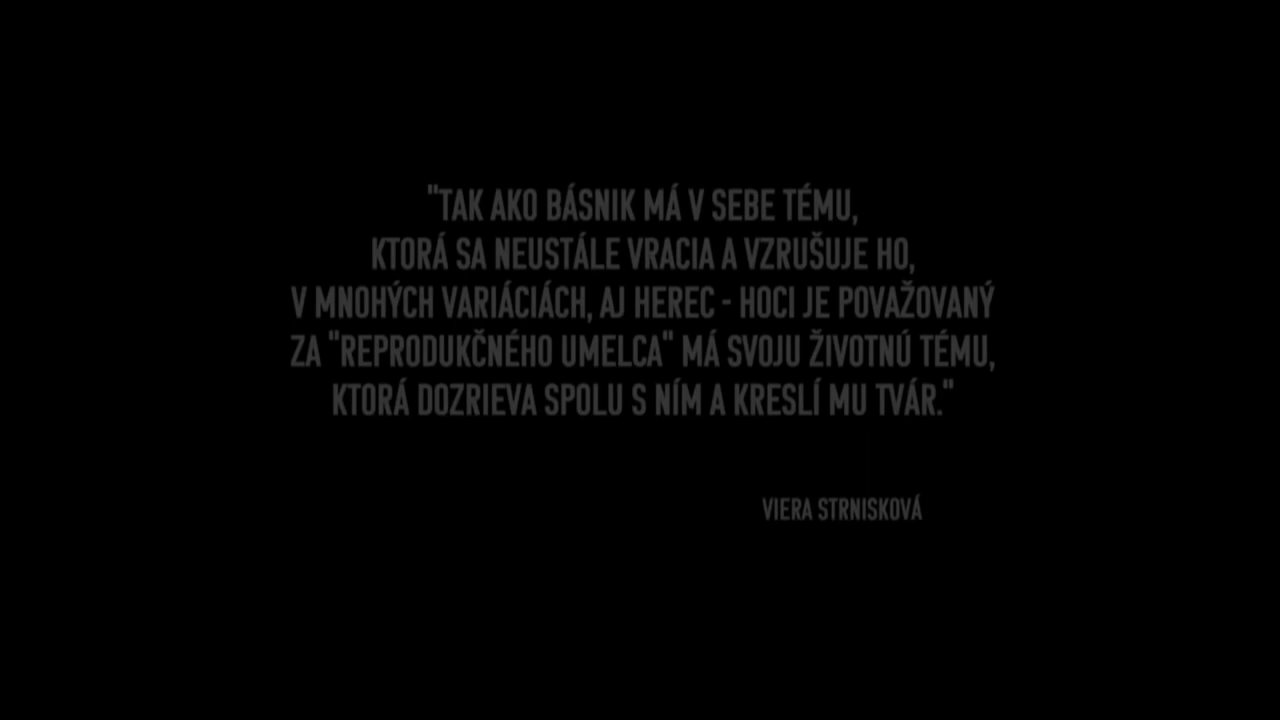 "TAK AKO BÁSNIK MÁ V SEBE TÉMU,
KTORÁ SA NEUSTÁLE VRACIA A VZRUŠUJE HO,
V MNOHÝCH VARIÁCIÁCH, AJ HEREC - HOCI JE POVAŽOVANÝ
ZA "REPRODUKČNÉHO UMELCA" MÁ SVOJU ŽIVOTNÚ TÉMU,
KTORÁ DOZRIEVA SPOLU S NÍM A KRESLÍ MU TVÁR."
VIERA STRNISKOVÁ